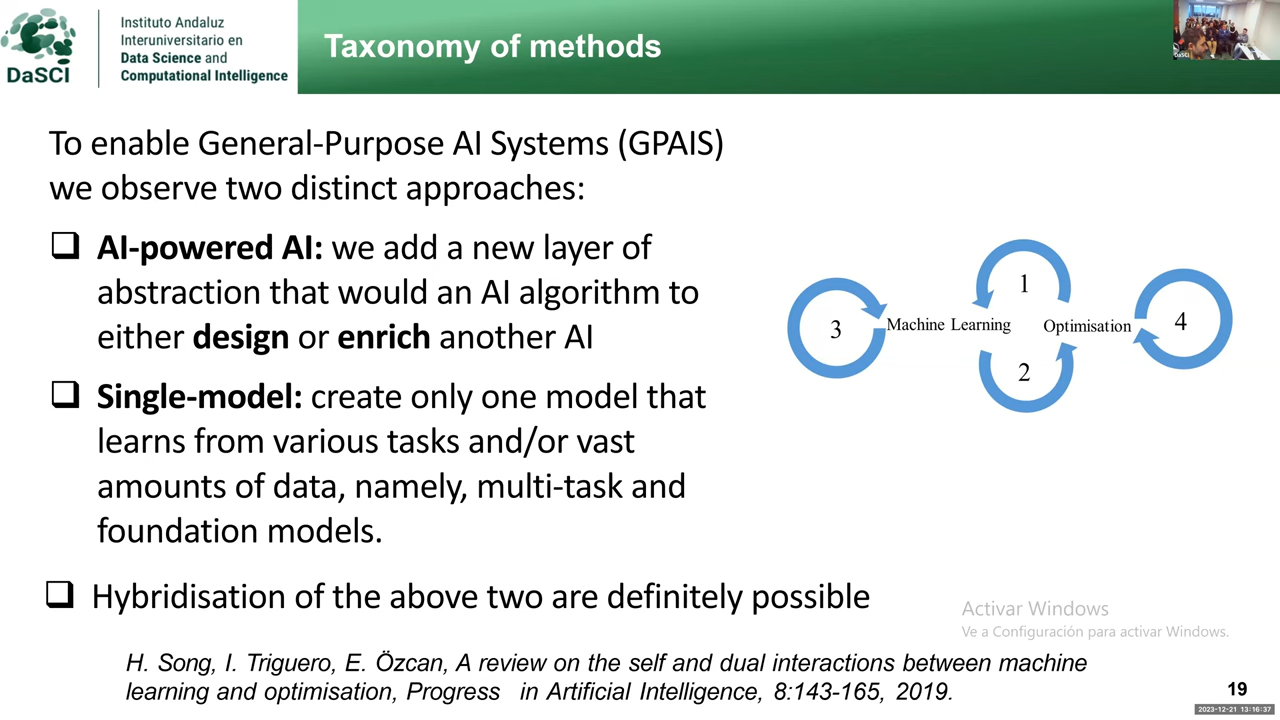 Instituto Andaluz
Interuniversitario en
Data Science and
Computational Intelligence
DaSCI
Taxonomy of methods
DaSCI
To enable General-Purpose AI Systems (GPAIS)
we observe two distinct approaches:
AI-powered AI: we add a new layer of
abstraction that would an AI algorithm to
either design or enrich another AI
Single-model: create only one model that
learns from various tasks and/or vast
amounts of data, namely, multi-task and
foundation models.
Hybridisation of the above two are definitely possible
1
3
Machine Learning
Optimisation
4
2
Activar Windows
Ve a Configuración para activar Windows.
H. Song, I. Triguero, E. Özcan, A review on the self and dual interactions between machine
learning and optimisation, Progress in Artificial Intelligence, 8:143-165, 2019.
19
2023-12-21 13:16:37